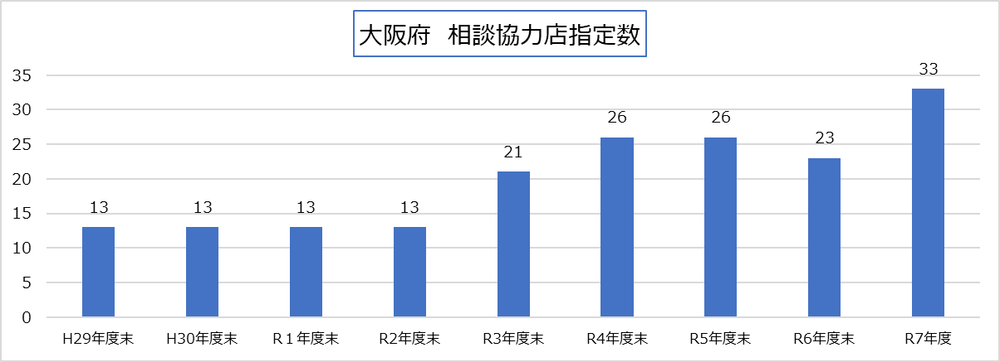 大阪府　相談協力店指定数
35
30
25
20
15
10
5
0
13
13
13
13
21
26
26
23
33
H29年度末
H30年度末
R１年度末
R2年度末
R3年度末
R4年度末
R5年度末
R6年度末
R7年度